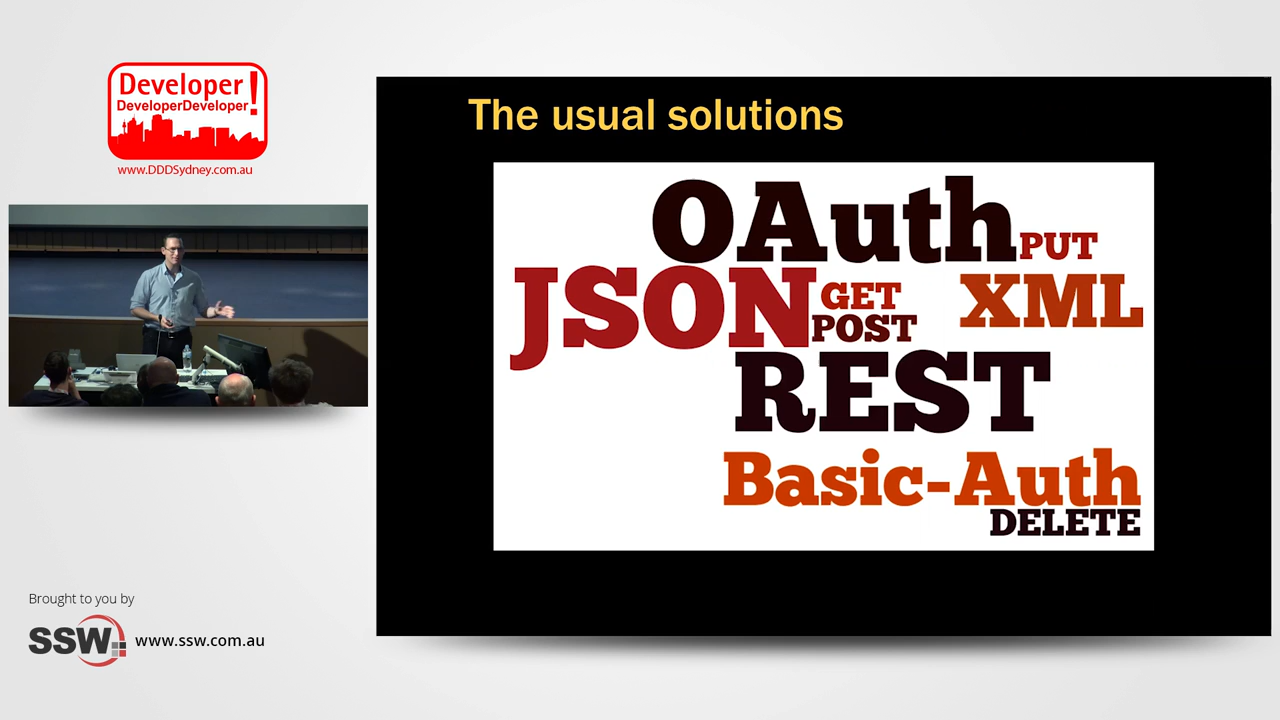 Developer!
DeveloperDeveloper
www.DDDSydney.com.au
The usual solutions
OAuth
PUT
JSON
GET
XML
POST
REST
Basic-Auth
DELETE
Brought to you by
SSW
www.ssw.com.au